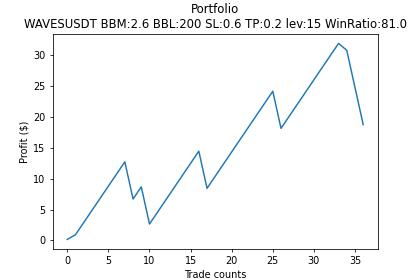 Portfolio
WAVESUSDT BBM:2.6 BBL:200 SL:0.6 TP:0.2 lev:15 WinRatio:81.0
30
25
20
15
10
5
0
Profit ($)
0 5 10 15 20 25 30 35
Trade counts